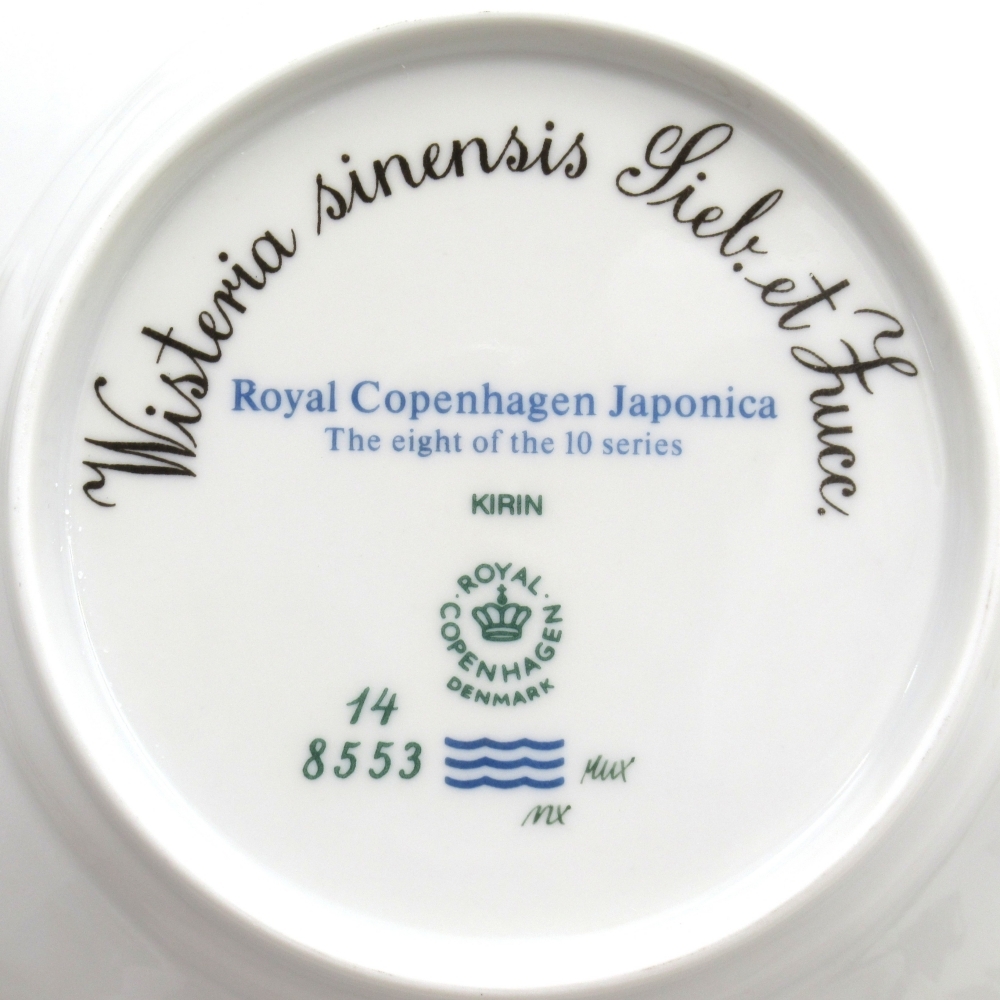 Wisteria sinensis Sieb. et Zucc.
Royal Copenhagen Japonica
The eight of the 10 series
KIRIN
ROYAL
COPENHAGEN
DENMARK
14
8553